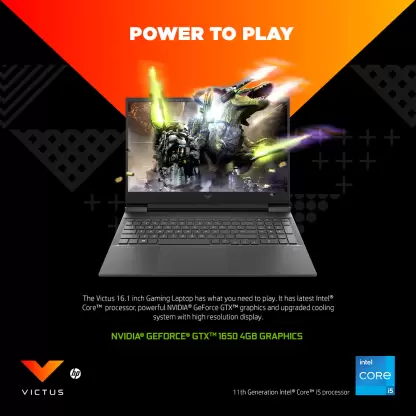 POWER TO PLAY
The Victus 16.1 inch Gaming Laptop has what you need to play. It has latest Intel®
Core™ processor, powerful NVIDIA® GeForce GTX™ graphics and upgraded cooling
system with high resolution display.
NVIDIA® GEFORCE® GTX™ 1650 4GB GRAPHICS
VICTUS
hp
11th Generation Intel® Core™ i5 processor
intel
CORE
i5